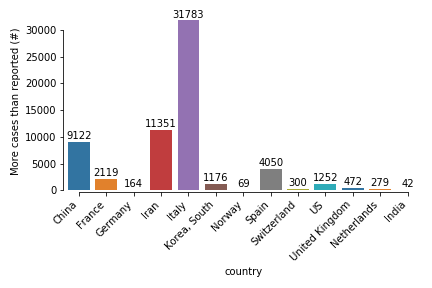 More cases than reported (#)
30000
25000
20000
15000
10000
5000
0
9122
2119
164
11351
31783
1176
69
4050
300
1252
472
279
42
China
France
Germany
Iran
Italy
Korea, South
Norway
Spain
Switzerland
US
United Kingdom
Netherlands
India
country